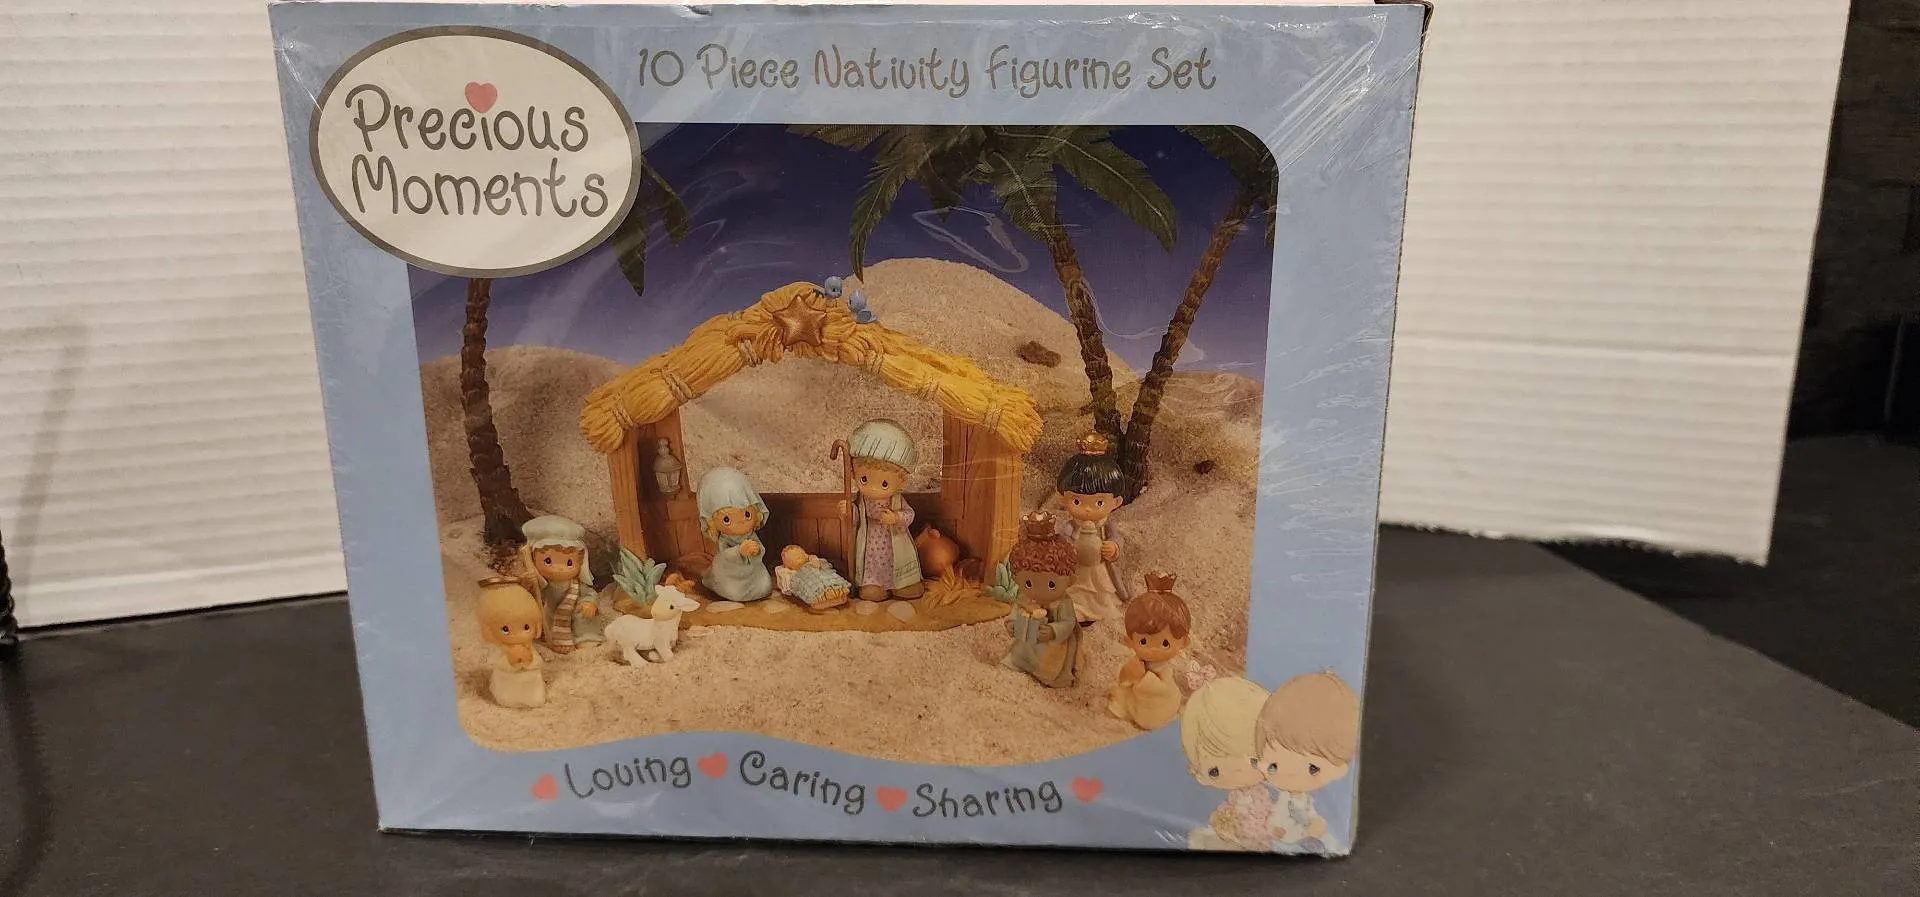 Precious
Moments
10 Piece Nativity Figurine Set
Loving Caring Sharing